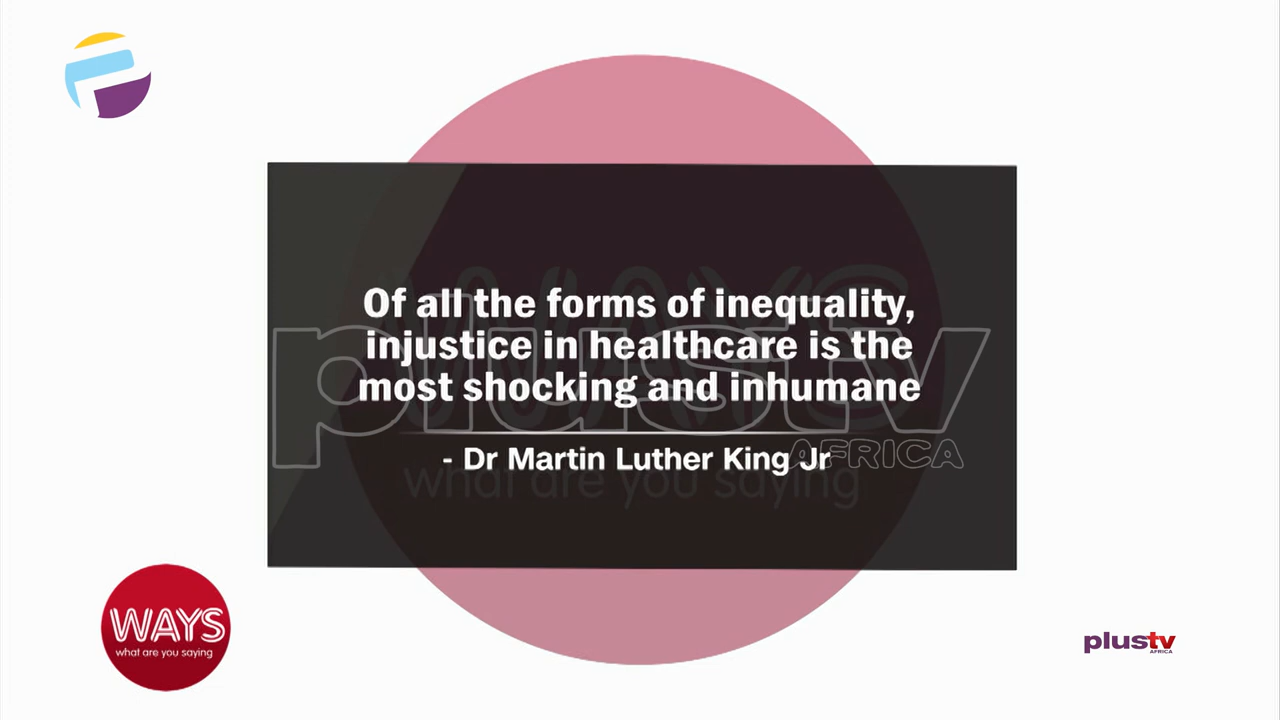 Of all the forms of inequality,
injustice in healthcare is the
most shocking and inhumane
- Dr Martin Luther King Jr
plustv
AFRICA
WAYS
what are you saying
WAYS
what are you saying
plustv
AFRICA